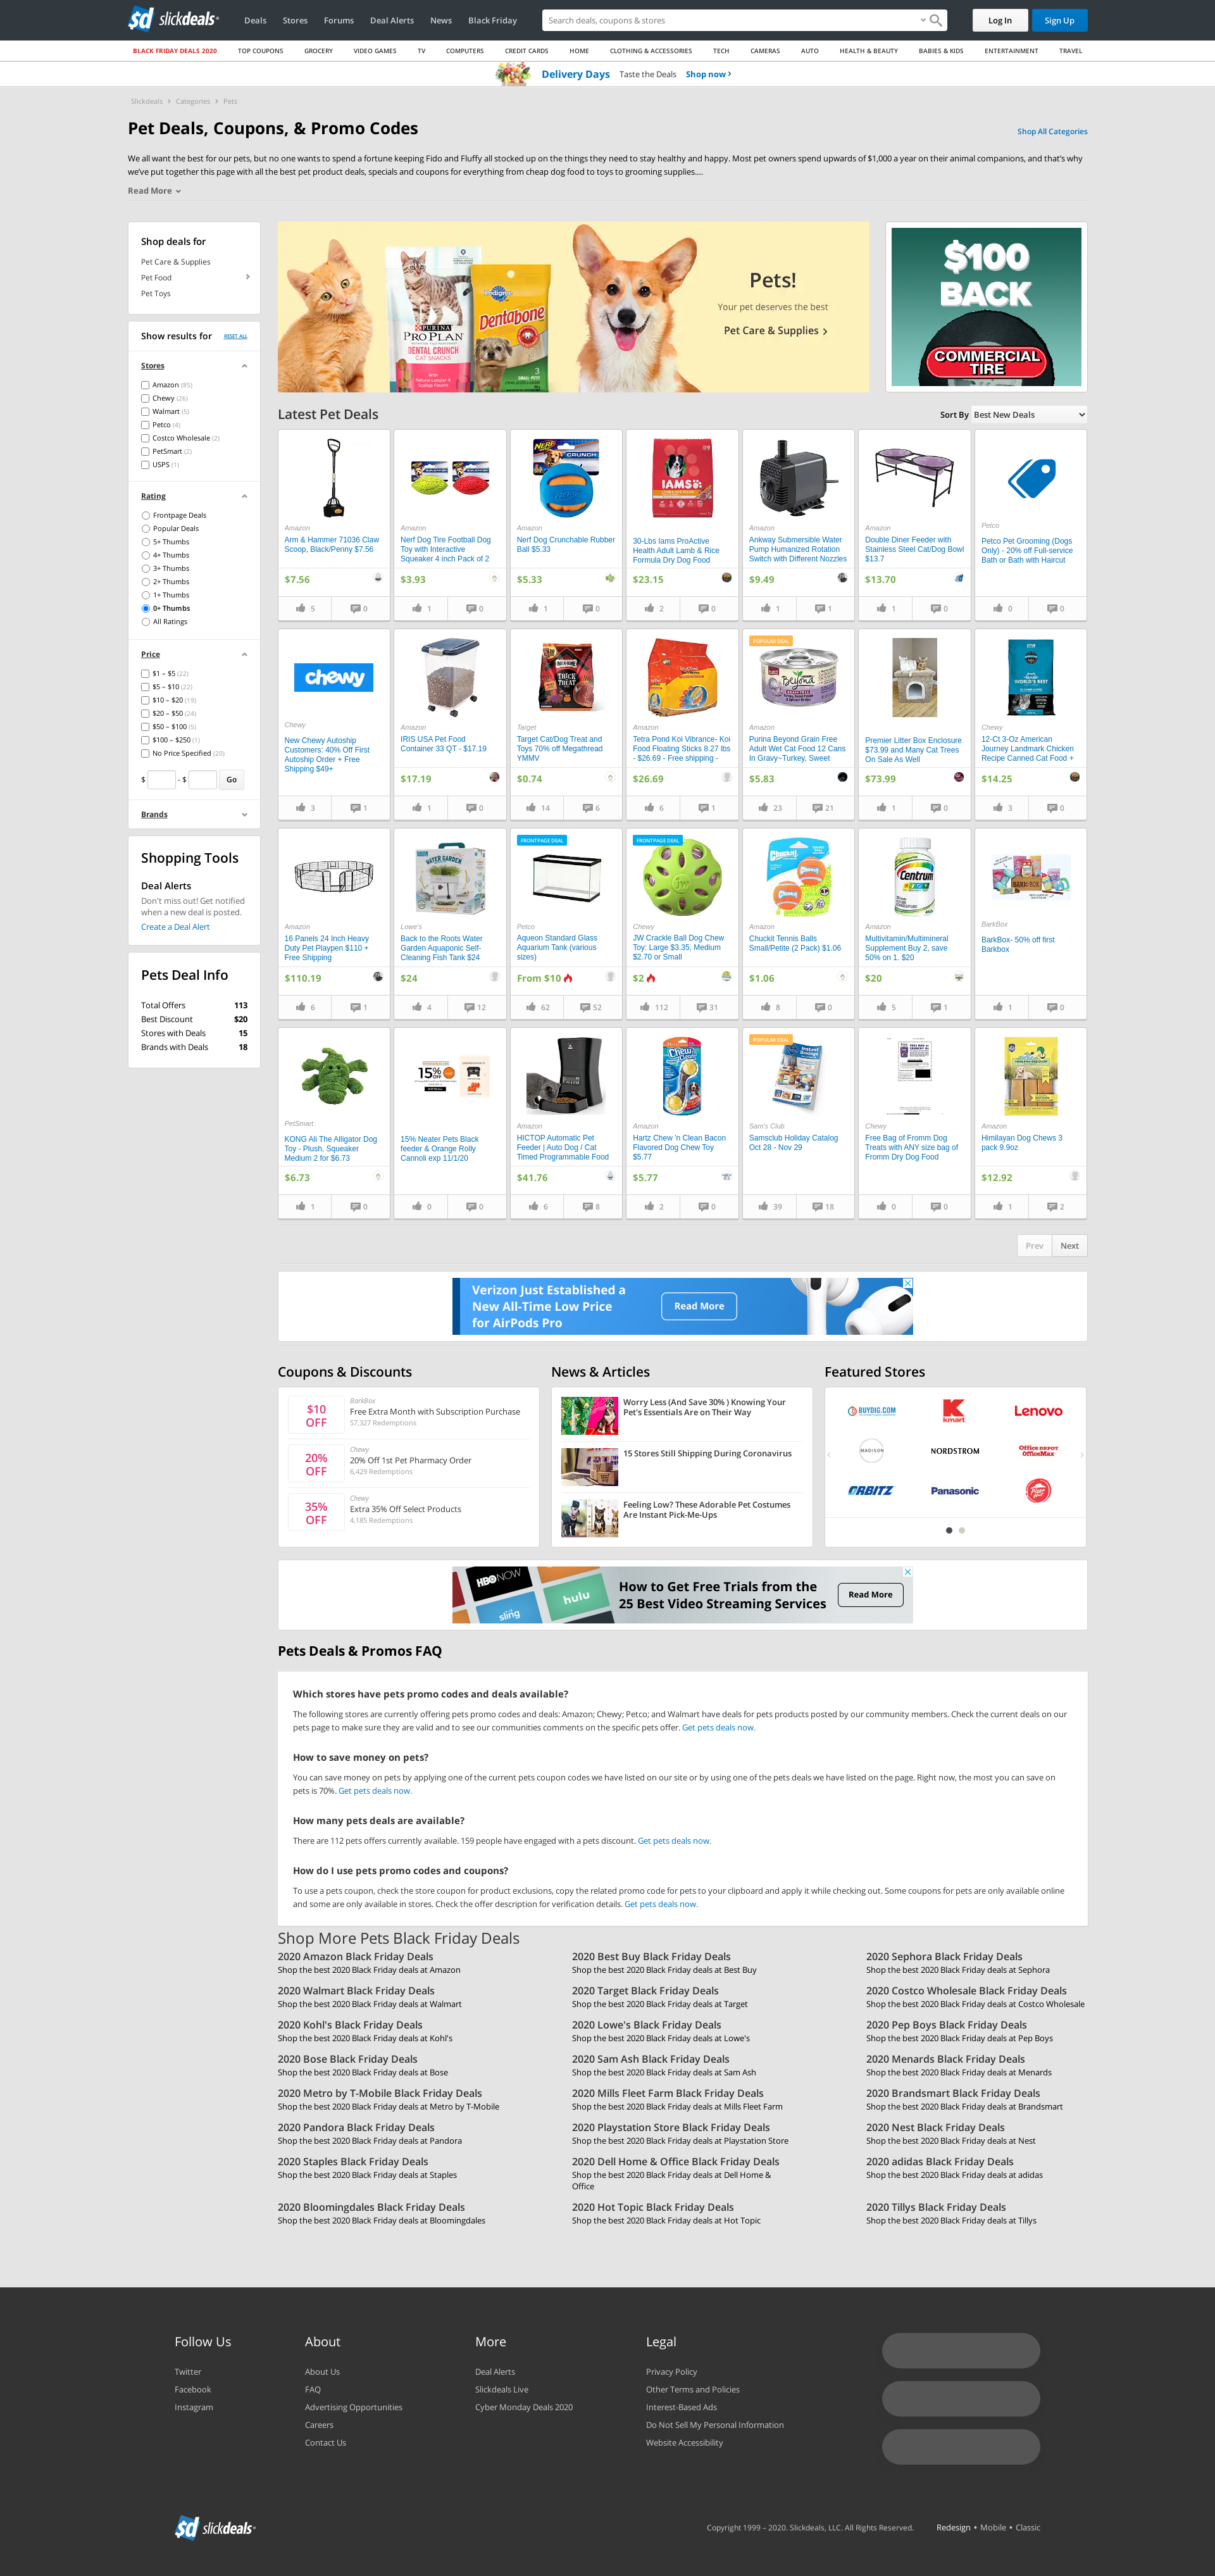 slickdeals
Deals
Stores
Forums
Deal Alerts
News
Black Friday
Search deals, coupons & stores
Log In
Sign Up
BLACK FRIDAY DEALS 2020
TOP COUPONS
GROCERY
VIDEO GAMES
TV
COMPUTERS
CREDIT CARDS
HOME
CLOTHING & ACCESSORIES
TECH
CAMERAS
AUTO
HEALTH & BEAUTY
BABIES & KIDS
ENTERTAINMENT
TRAVEL
Delivery Days Taste the Deals Shop now
Slickdeals > Categories > Pets
Pet Deals, Coupons, & Promo Codes
Shop All Categories
We all want the best for our pets, but no one wants to spend a fortune keeping Fido and Fluffy all stocked up on the things they need to stay healthy and happy. Most pet owners spend upwards of $1,000 a year on their animal companions, and that's why
we've put together this page with all the best pet product deals, specials and coupons for everything from cheap dog food to toys to grooming supplies....
Read More
Shop deals for
Pet Care & Supplies
Pet Food
Pet Toys
Show results for RESET ALL
Stores
Amazon (85)
Chewy (26)
Walmart (5)
Petco (4)
Costco Wholesale (2)
PetSmart (2)
USPS (1)
Rating
Frontpage Deals
Popular Deals
5+ Thumbs
4+ Thumbs
3+ Thumbs
2+ Thumbs
1+ Thumbs
0+ Thumbs
All Ratings
Price
$1 – $5 (22)
$5 – $10 (22)
$10 – $20 (19)
$20 – $50 (24)
$50 – $100 (5)
$100 – $250 (1)
No Price Specified (20)
$ - $ Go
Brands
Shopping Tools
Deal Alerts
Don't miss out! Get notified
when a new deal is posted.
Create a Deal Alert
Pets Deal Info
Total Offers 113
Best Discount $20
Stores with Deals 15
Brands with Deals 18
PURINA
PRO PLAN
DENTAL CRUNCH
CAT SNACKS
Pedigree
Dentabone
Pets!
Your pet deserves the best
Pet Care & Supplies
$100
BACK
COMMERCIAL
TIRE
Latest Pet Deals
Sort By Best New Deals
Amazon
Arm & Hammer 71036 Claw
Scoop, Black/Penny $7.56
$7.56
5 0
Amazon
Nerf Dog Tire Football Dog
Toy with Interactive
Squeaker 4 inch Pack of 2
$3.93
1 0
NERF
CRUNCH
Amazon
Nerf Dog Crunchable Rubber
Ball $5.33
$5.33
1 0
IAMS
30-Lbs Iams ProActive
Health Adult Lamb & Rice
Formula Dry Dog Food
$23.15
2 0
Amazon
Ankway Submersible Water
Pump Humanized Rotation
Switch with Different Nozzles
$9.49
1 1
Amazon
Double Diner Feeder with
Stainless Steel Cat/Dog Bowl
$13.7
$13.70
1 0
Petco
Petco Pet Grooming (Dogs
Only) - 20% off Full-service
Bath or Bath with Haircut
0 0
chewy
Chewy
New Chewy Autoship
Customers: 40% Off First
Autoship Order + Free
Shipping $49+
3 1
Amazon
IRIS USA Pet Food
Container 33 QT - $17.19
$17.19
1 0
TRICK
TREAT
Target
Target Cat/Dog Treat and
Toys 70% off Megathread
YMMV
$0.74
14 6
Amazon
Tetra Pond Koi Vibrance- Koi
Food Floating Sticks 8.27 lbs
- $26.69 - Free shipping -
$26.69
6 1
POPULAR DEAL
Beyond
Amazon
Purina Beyond Grain Free
Adult Wet Cat Food 12 Cans
In Gravy~Turkey, Sweet
$5.83
23 21
Premier Litter Box Enclosure
$73.99 and Many Cat Trees
On Sale As Well
$73.99
1 0
WORLD'S BEST
Chewy
12-Ct 3-Oz American
Journey Landmark Chicken
Recipe Canned Cat Food +
$14.25
3 0
Amazon
16 Panels 24 Inch Heavy
Duty Pet Playpen $110 +
Free Shipping
$110.19
6 1
WATER GARDEN
Lowe's
Back to the Roots Water
Garden Aquaponic Self-
Cleaning Fish Tank $24
$24
4 12
FRONTPAGE DEAL
Petco
Aqueon Standard Glass
Aquarium Tank (various
sizes)
From $10
62 52
FRONTPAGE DEAL
Chewy
JW Crackle Ball Dog Chew
Toy: Large $3.35, Medium
$2.70 or Small
$2
112 31
Chuckit!
Amazon
Chuckit Tennis Balls
Small/Petite (2 Pack) $1.06
$1.06
8 0
Centrum
Amazon
Multivitamin/Multimineral
Supplement Buy 2, save
50% on 1. $20
$20
5 1
BARKBOX
BarkBox
BarkBox- 50% off first
Barkbox
1 0
PetSmart
KONG Ali The Alligator Dog
Toy - Plush, Squeaker
Medium 2 for $6.73
$6.73
1 0
15%
OFF
15% Neater Pets Black
feeder & Orange Rolly
Cannoli exp 11/1/20
0 0
Amazon
HICTOP Automatic Pet
Feeder | Auto Dog / Cat
Timed Programmable Food
$41.76
6 8
Amazon
Hartz Chew 'n Clean Bacon
Flavored Dog Chew Toy
$5.77
$5.77
2 0
POPULAR DEAL
Instant
Savings
Sam's Club
Samsclub Holiday Catalog
Oct 28 - Nov 29
39 18
Chewy
Free Bag of Fromm Dog
Treats with ANY size bag of
Fromm Dry Dog Food
0 0
Amazon
Himilayan Dog Chews 3
pack 9.9oz
$12.92
1 2
Prev Next
Verizon Just Established a
New All-Time Low Price
for AirPods Pro
Read More
Coupons & Discounts
$10
OFF
BarkBox
Free Extra Month with Subscription Purchase
57,327 Redemptions
20%
OFF
Chewy
20% Off 1st Pet Pharmacy Order
6,429 Redemptions
35%
OFF
Chewy
Extra 35% Off Select Products
4,185 Redemptions
News & Articles
Worry Less (And Save 30% ) Knowing Your
Pet's Essentials Are on Their Way
15 Stores Still Shipping During Coronavirus
Feeling Low? These Adorable Pet Costumes
Are Instant Pick-Me-Ups
Featured Stores
BUYDIG.COM
kmart
Lenovo
MADISON
NORDSTROM
Office DEPOT
OfficeMax
ORBITZ
Panasonic
Pizza Hut
HBO NOW
sling
hulu
How to Get Free Trials from the
25 Best Video Streaming Services
Read More
Pets Deals & Promos FAQ
Which stores have pets promo codes and deals available?
The following stores are currently offering pets promo codes and deals: Amazon; Chewy; Petco; and Walmart have deals for pets products posted by our community members. Check the current deals on our
pets page to make sure they are valid and to see our communities comments on the specific pets offer. Get pets deals now.
How to save money on pets?
You can save money on pets by applying one of the current pets coupon codes we have listed on our site or by using one of the pets deals we have listed on the page. Right now, the most you can save on
pets is 70%. Get pets deals now.
How many pets deals are available?
There are 112 pets offers currently available. 159 people have engaged with a pets discount. Get pets deals now.
How do I use pets promo codes and coupons?
To use a pets coupon, check the store coupon for product exclusions, copy the related promo code for pets to your clipboard and apply it while checking out. Some coupons for pets are only available online
and some are only available in stores. Check the offer description for verification details. Get pets deals now.
Shop More Pets Black Friday Deals
2020 Amazon Black Friday Deals
Shop the best 2020 Black Friday deals at Amazon
2020 Best Buy Black Friday Deals
Shop the best 2020 Black Friday deals at Best Buy
2020 Sephora Black Friday Deals
Shop the best 2020 Black Friday deals at Sephora
2020 Walmart Black Friday Deals
Shop the best 2020 Black Friday deals at Walmart
2020 Target Black Friday Deals
Shop the best 2020 Black Friday deals at Target
2020 Costco Wholesale Black Friday Deals
Shop the best 2020 Black Friday deals at Costco Wholesale
2020 Kohl's Black Friday Deals
Shop the best 2020 Black Friday deals at Kohl's
2020 Lowe's Black Friday Deals
Shop the best 2020 Black Friday deals at Lowe's
2020 Pep Boys Black Friday Deals
Shop the best 2020 Black Friday deals at Pep Boys
2020 Bose Black Friday Deals
Shop the best 2020 Black Friday deals at Bose
2020 Sam Ash Black Friday Deals
Shop the best 2020 Black Friday deals at Sam Ash
2020 Menards Black Friday Deals
Shop the best 2020 Black Friday deals at Menards
2020 Metro by T-Mobile Black Friday Deals
Shop the best 2020 Black Friday deals at Metro by T-Mobile
2020 Mills Fleet Farm Black Friday Deals
Shop the best 2020 Black Friday deals at Mills Fleet Farm
2020 Brandsmart Black Friday Deals
Shop the best 2020 Black Friday deals at Brandsmart
2020 Pandora Black Friday Deals
Shop the best 2020 Black Friday deals at Pandora
2020 Playstation Store Black Friday Deals
Shop the best 2020 Black Friday deals at Playstation Store
2020 Nest Black Friday Deals
Shop the best 2020 Black Friday deals at Nest
2020 Staples Black Friday Deals
Shop the best 2020 Black Friday deals at Staples
2020 Dell Home & Office Black Friday Deals
Shop the best 2020 Black Friday deals at Dell Home &
Office
2020 adidas Black Friday Deals
Shop the best 2020 Black Friday deals at adidas
2020 Bloomingdales Black Friday Deals
Shop the best 2020 Black Friday deals at Bloomingdales
2020 Hot Topic Black Friday Deals
Shop the best 2020 Black Friday deals at Hot Topic
2020 Tillys Black Friday Deals
Shop the best 2020 Black Friday deals at Tillys
Follow Us
Twitter
Facebook
Instagram
About
About Us
FAQ
Advertising Opportunities
Careers
Contact Us
More
Deal Alerts
Slickdeals Live
Cyber Monday Deals 2020
Legal
Privacy Policy
Other Terms and Policies
Interest-Based Ads
Do Not Sell My Personal Information
Website Accessibility
slickdeals
Copyright 1999 – 2020. Slickdeals, LLC. All Rights Reserved.
Redesign • Mobile • Classic